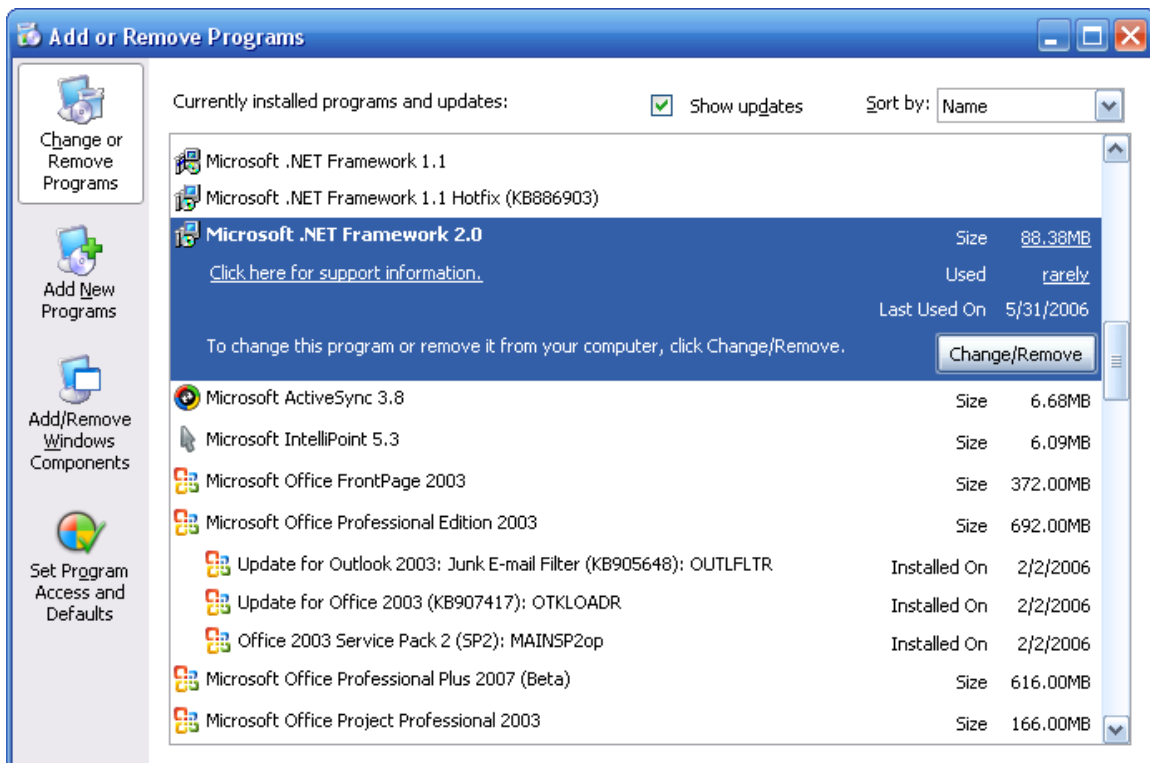 Add or Remove Programs
Change or
Remove
Programs
Add New
Programs
Add/Remove
Windows
Components
Set Program
Access and
Defaults
Currently installed programs and updates:
Show updates
Sort by: Name
Microsoft .NET Framework 1.1
Microsoft .NET Framework 1.1 Hotfix (KB886903)
Microsoft .NET Framework 2.0 Size 88.38MB
Click here for support information. Used rarely
Last Used On 5/31/2006
To change this program or remove it from your computer, click Change/Remove. Change/Remove
Microsoft ActiveSync 3.8 Size 6.68MB
Microsoft IntelliPoint 5.3 Size 6.09MB
Microsoft Office FrontPage 2003 Size 372.00MB
Microsoft Office Professional Edition 2003 Size 692.00MB
Update for Outlook 2003: Junk E-mail Filter (KB905648): OUTLFLTR Installed On 2/2/2006
Update for Office 2003 (KB907417): OTKLOADR Installed On 2/2/2006
Office 2003 Service Pack 2 (SP2): MAINSP2op Installed On 2/2/2006
Microsoft Office Professional Plus 2007 (Beta) Size 616.00MB
Microsoft Office Project Professional 2003 Size 166.00MB